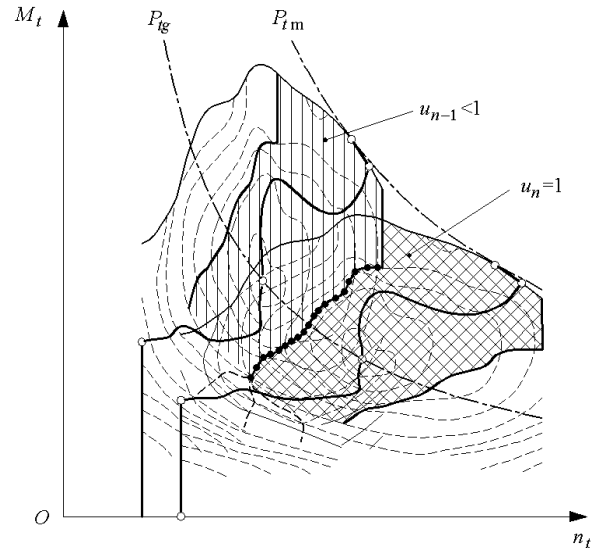 M_t
P_tg
P_tm
u_{n-1}<1
u_n=1
O
n_t